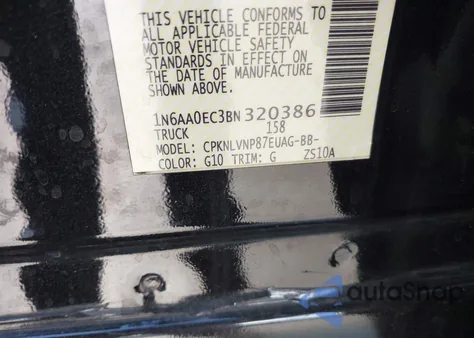 THIS VEHICLE CONFORMS TO
ALL APPLICABLE FEDERAL
MOTOR VEHICLE SAFETY
STANDARDS IN EFFECT ON
THE DATE OF MANUFACTURE
SHOWN ABOVE.
1N6AA0EC3BN320386
TRUCK 158
MODEL: CPKNLVNP87EUAG-BB-
COLOR: G10 TRIM: G ZS10A
autaSnap